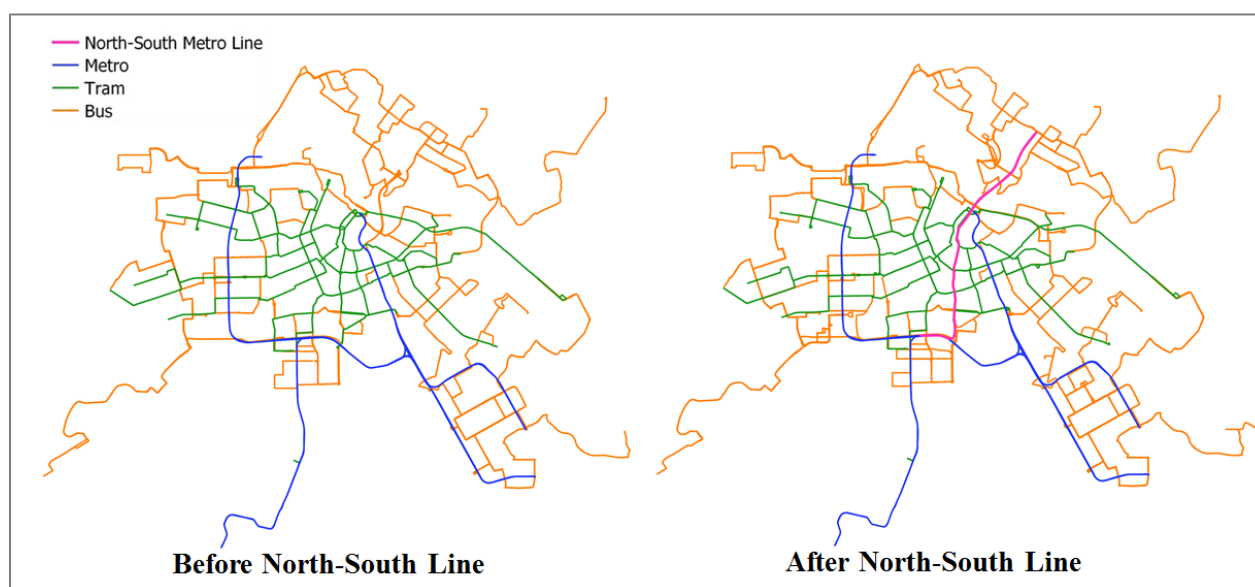 North-South Metro Line
Metro
Tram
Bus
Before North-South Line
After North-South Line